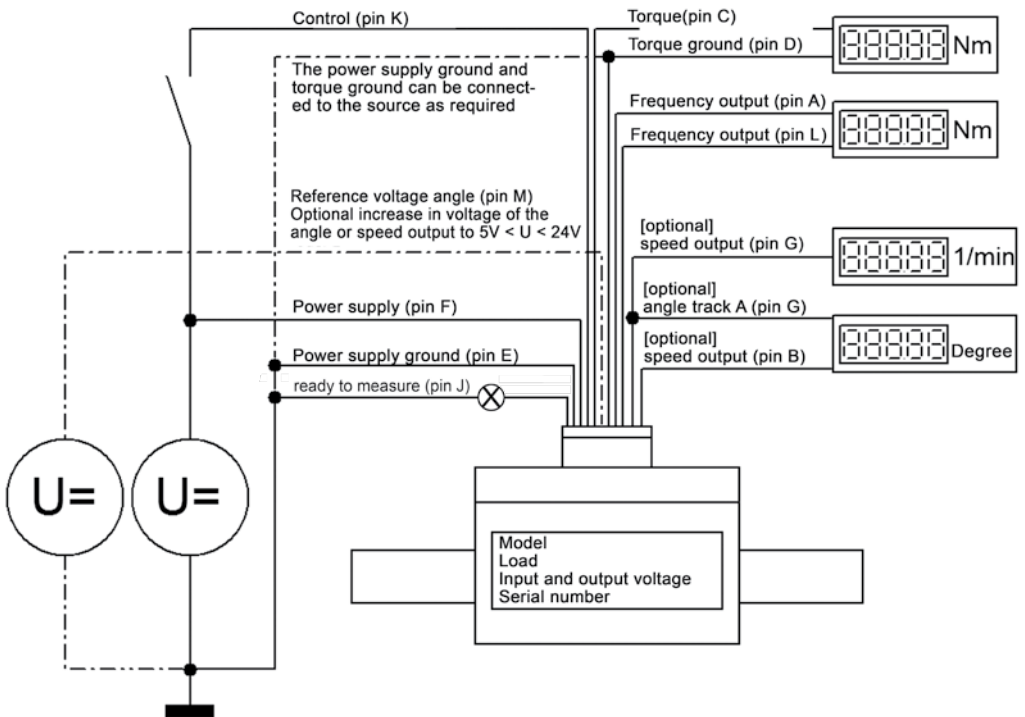 Control (pin K)
Torque(pin C)
Torque ground (pin D)
Nm
The power supply ground and
torque ground can be connect-
ed to the source as required
Frequency output (pin A)
Frequency output (pin L)
Nm
Reference voltage angle (pin M)
Optional increase in voltage of the
angle or speed output to 5V < U < 24V
[optional]
speed output (pin G)
1/min
Power supply (pin F)
[optional]
angle track A (pin G)
[optional]
speed output (pin B)
Degree
Power supply ground (pin E)
ready to measure (pin J)
U=
U=
Model
Load
Input and output voltage
Serial number